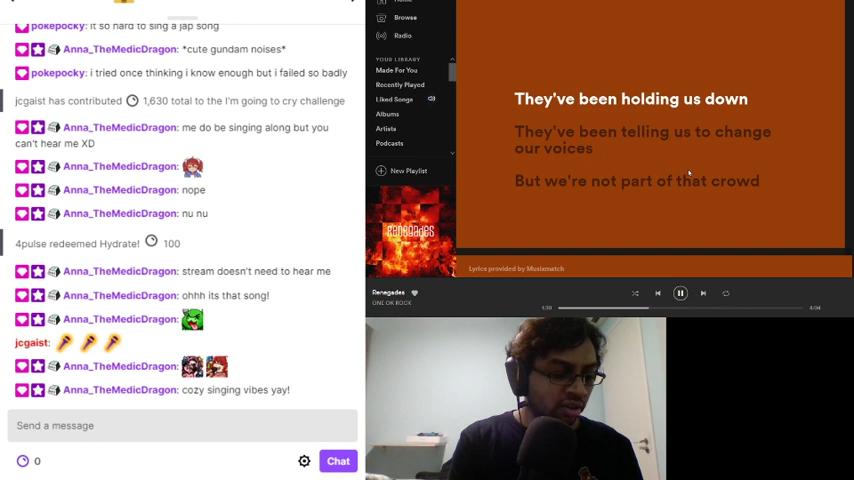 pokepocky: it so hard to sing a jap song
Anna_TheMedicDragon: *cute gundam noises*
pokepocky: i tried once thinking i know enough but i failed so badly
jcgaist has contributed 1,630 total to the I'm going to cry challenge
Anna_TheMedicDragon: me do be singing along but you
can't hear me XD
Anna_TheMedicDragon:
Anna_TheMedicDragon: nope
Anna_TheMedicDragon: nu nu
4pulse redeemed Hydrate! 100
Anna_TheMedicDragon: stream doesn't need to hear me
Anna_TheMedicDragon: ohhh its that song!
Anna_TheMedicDragon:
jcgaist:
Anna_TheMedicDragon:
Anna_TheMedicDragon: cozy singing vibes yay!
Send a message
0
Chat
Browse
Radio
YOUR LIBRARY
Made For You
Recently Played
Liked Songs
Albums
Artists
Podcasts
New Playlist
RENEGADES
They've been holding us down
They've been telling us to change
our voices
But we're not part of that crowd
Lyrics provided by Musixmatch
Renegades
ONE OK ROCK
4:04